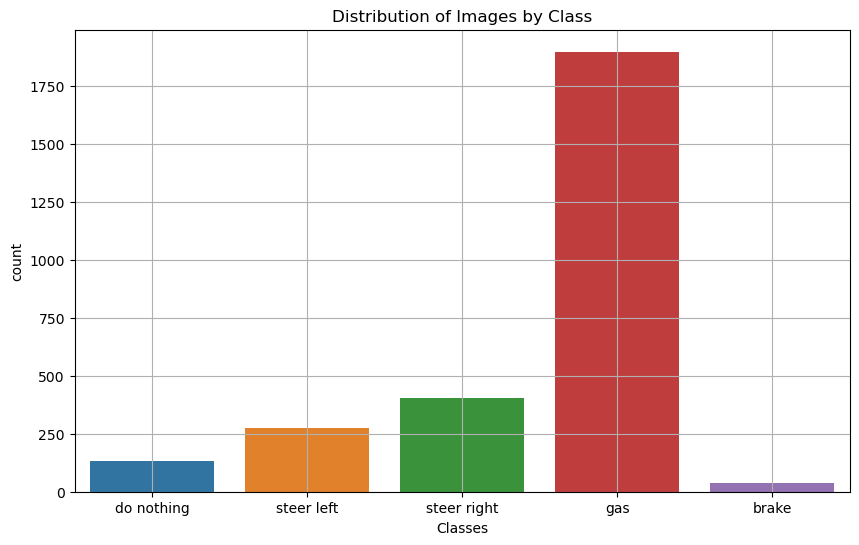 Distribution of Images by Class
count
1750
1500
1250
1000
750
500
250
0
do nothing steer left steer right gas brake
Classes